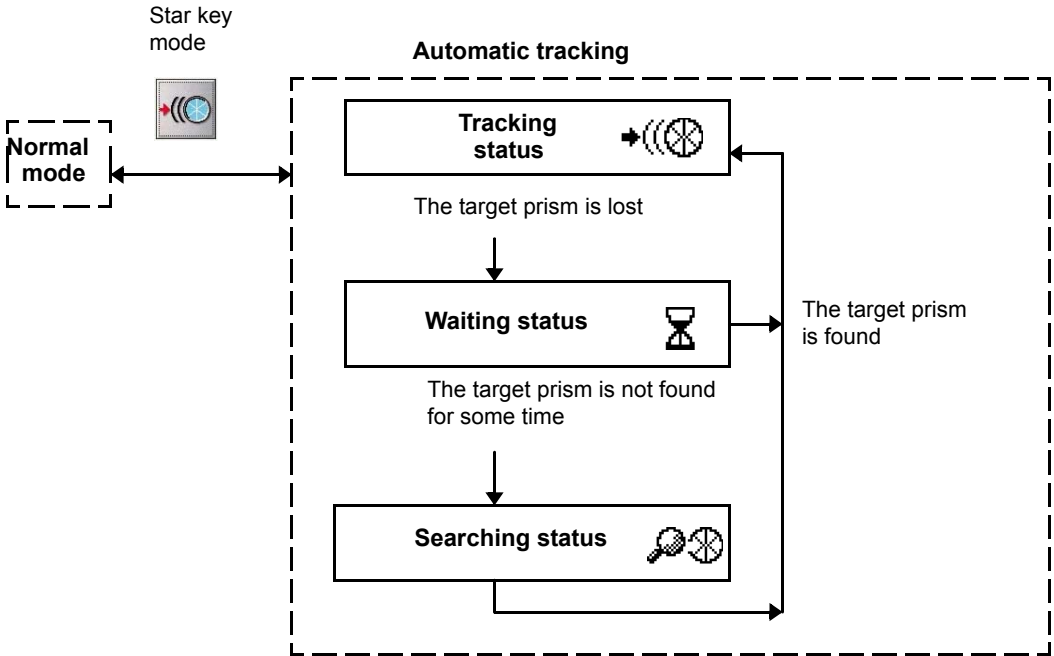 Star key
mode
Automatic tracking
Normal
mode
Tracking
status
The target prism is lost
Waiting status
The target prism
is found
The target prism is not found
for some time
Searching status